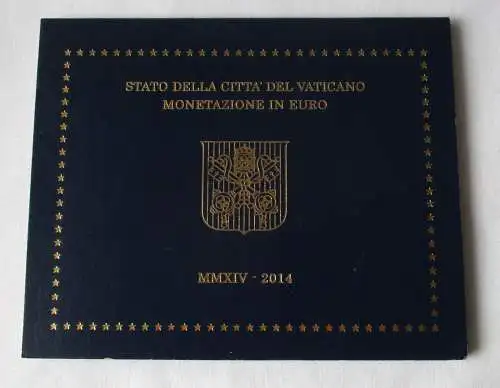 STATO DELLA CITTA' DEL VATICANO
MONETAZIONE IN EURO
MMXIV - 2014